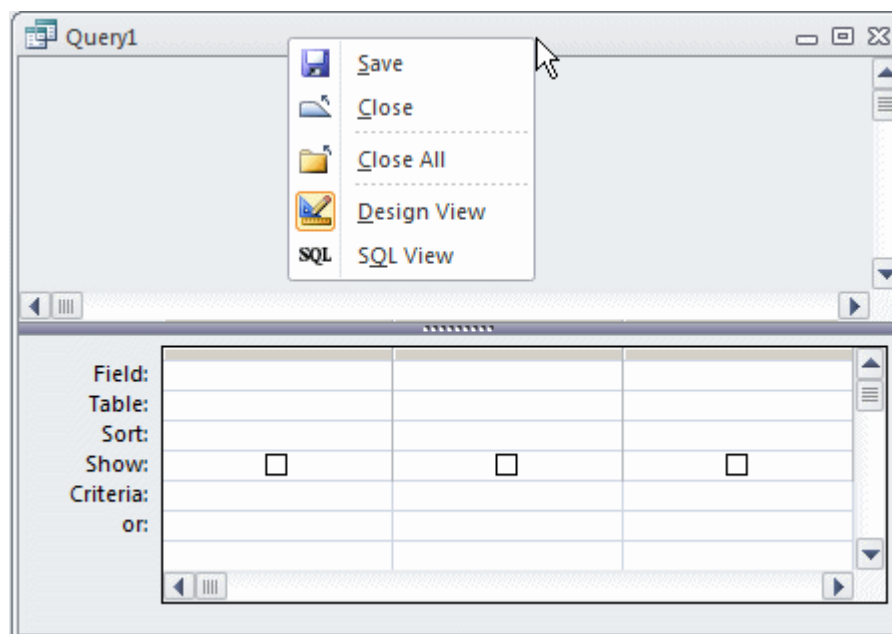 Query1
Save
Close
Close All
Design View
SQL SQL View
Field:
Table:
Sort:
Show:
Criteria:
or: